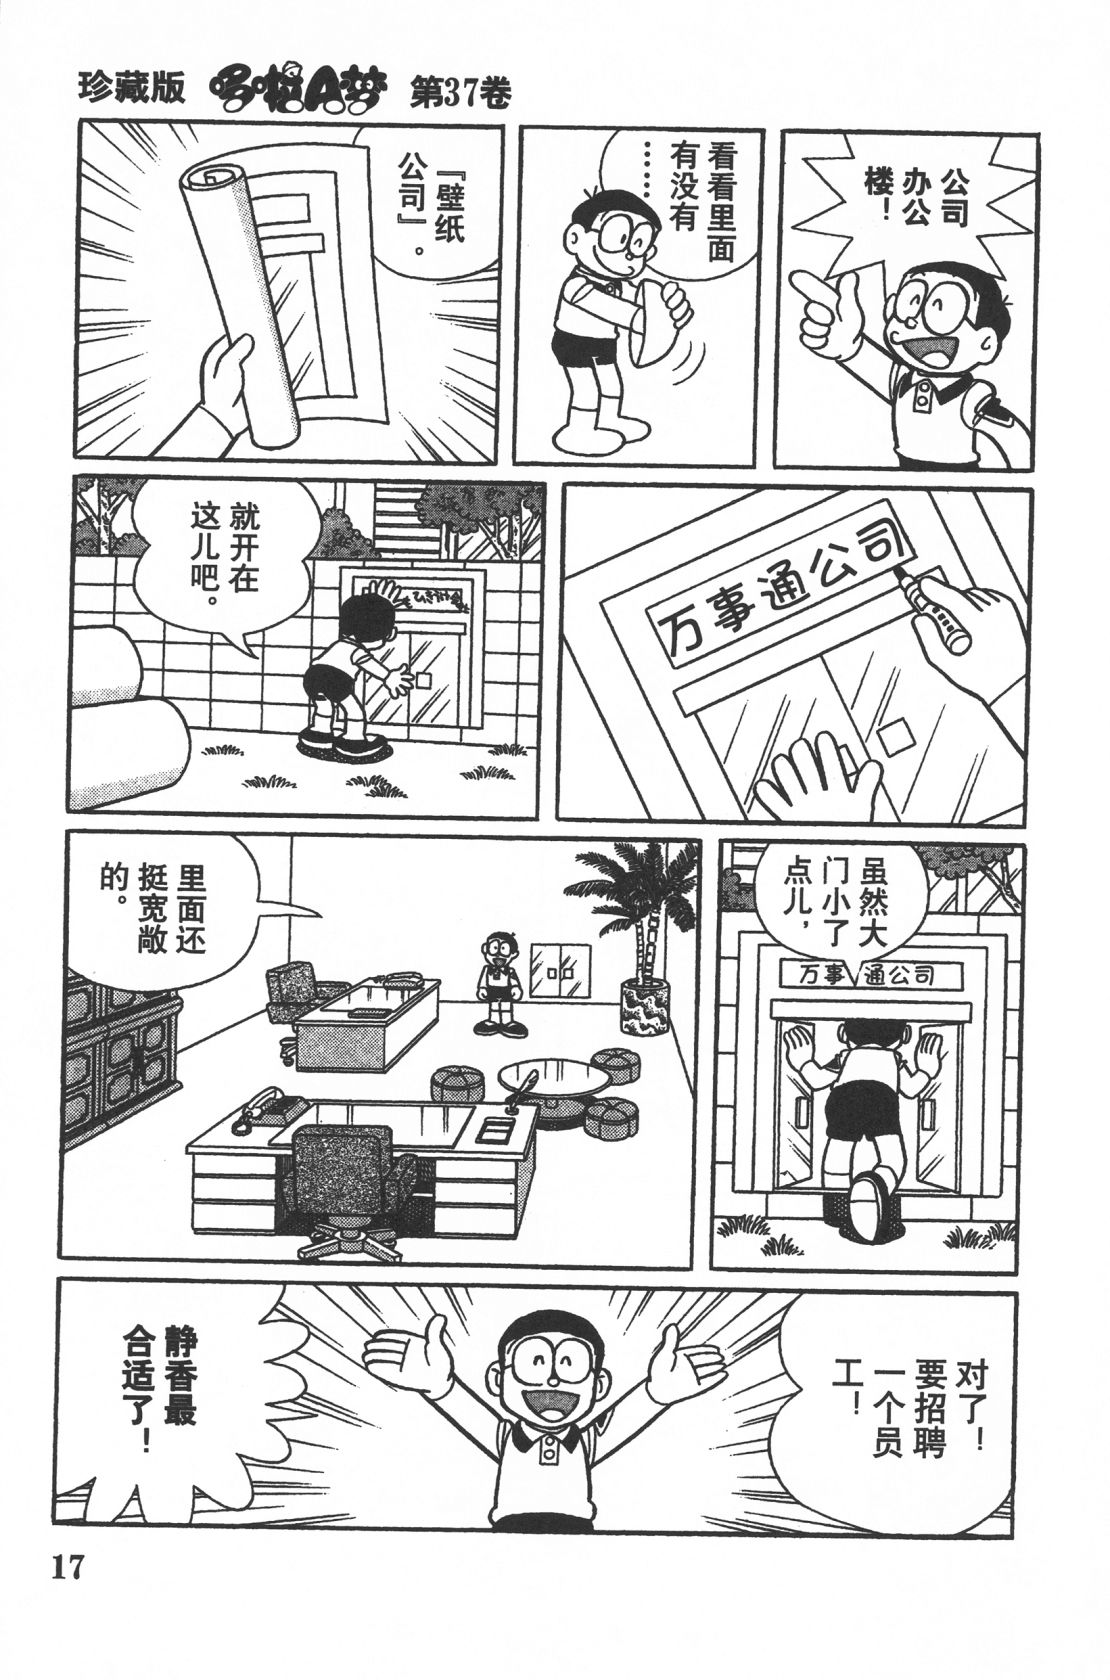 珍藏版 哆啦A梦 第37卷
公司
办公
楼！
看看里面
有没有
……
『壁纸
公司』。
万事通公司
就开在
这儿吧。
虽然大
门小了
点儿，
万事通公司
里面还
挺宽敞
的。
对了！
要招聘
一个员
工！
静香最
合适了！
17